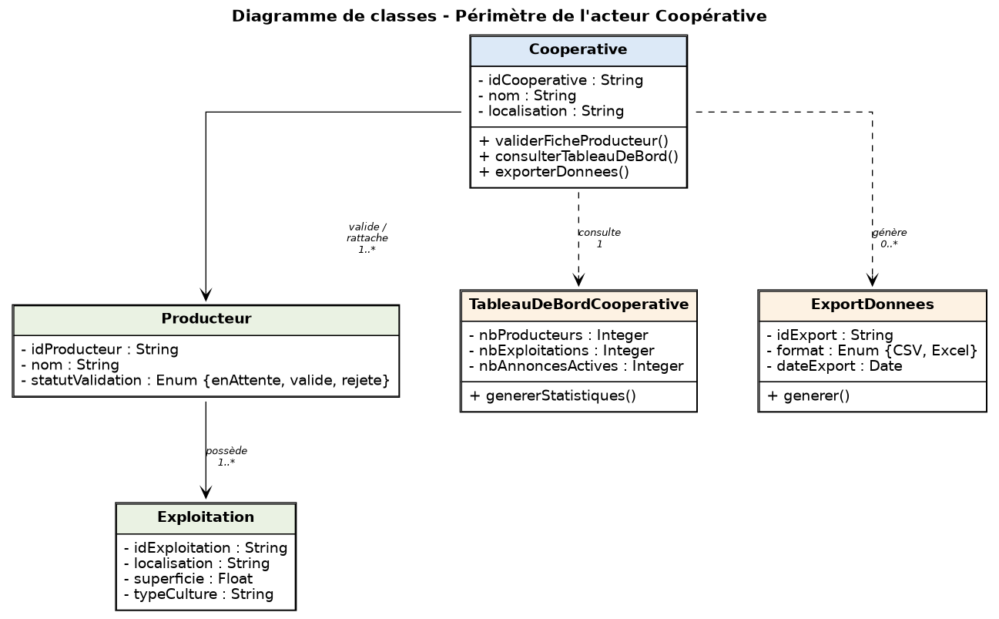 Diagramme de classes - Périmètre de l'acteur Coopérative
Cooperative
- idCooperative : String
- nom : String
- localisation : String
+ validerFicheProducteur()
+ consulterTableauDeBord()
+ exporterDonnees()
valide /
rattache
1..*
consulte
1
génère
0..*
Producteur
- idProducteur : String
- nom : String
- statutValidation : Enum {enAttente, valide, rejete}
TableauDeBordCooperative
- nbProducteurs : Integer
- nbExploitations : Integer
- nbAnnoncesActives : Integer
+ genererStatistiques()
ExportDonnees
- idExport : String
- format : Enum {CSV, Excel}
- dateExport : Date
+ generer()
possède
1..*
Exploitation
- idExploitation : String
- localisation : String
- superficie : Float
- typeCulture : String